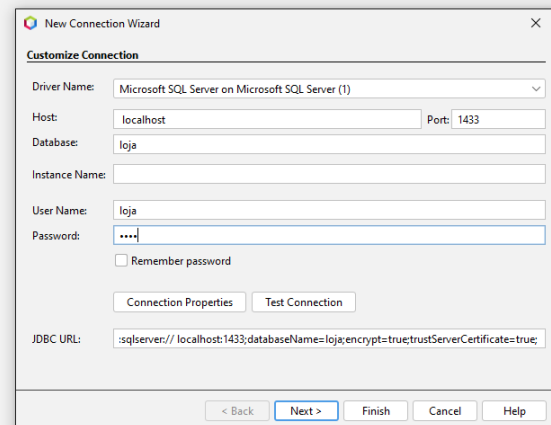 New Connection Wizard
Customize Connection
Driver Name: Microsoft SQL Server on Microsoft SQL Server (1)
Host: localhost Port: 1433
Database: loja
Instance Name:
User Name: loja
Password: ••••
Remember password
Connection Properties Test Connection
JDBC URL: :sqlserver:// localhost:1433;databaseName=loja;encrypt=true;trustServerCertificate=true;
< Back Next > Finish Cancel Help